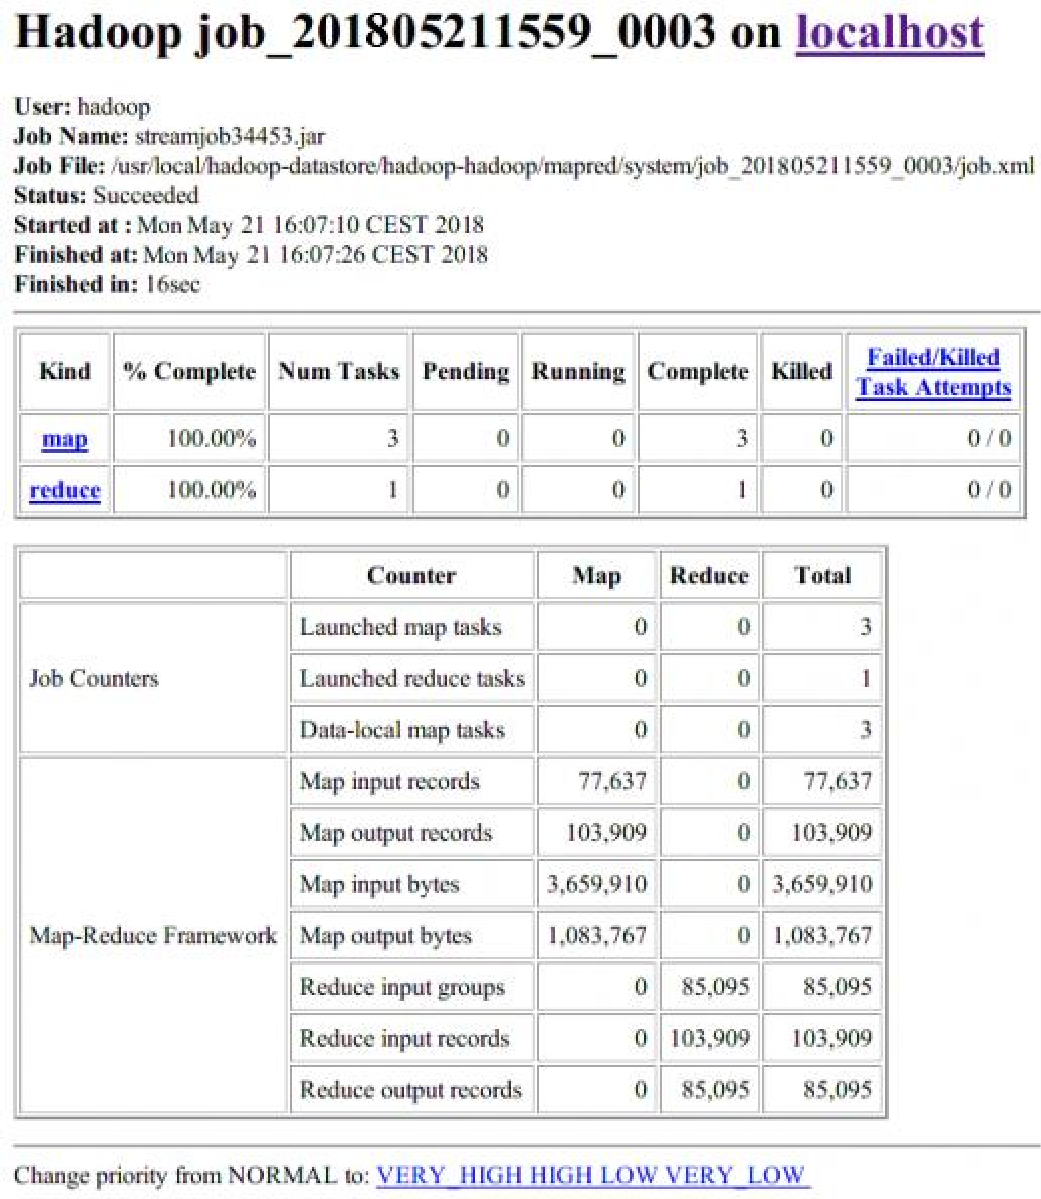 Hadoop job_201805211559_0003 on localhost
User: hadoop
Job Name: streamjob34453.jar
Job File: /usr/local/hadoop-datastore/hadoop-hadoop/mapred/system/job_201805211559_0003/job.xml
Status: Succeeded
Started at : Mon May 21 16:07:10 CEST 2018
Finished at: Mon May 21 16:07:26 CEST 2018
Finished in: 16sec
Kind % Complete Num Tasks Pending Running Complete Killed Failed/Killed
Task Attempts
map 100.00% 3 0 0 3 0 0 / 0
reduce 100.00% 1 0 0 1 0 0 / 0
Counter Map Reduce Total
Launched map tasks 0 0 3
Job Counters Launched reduce tasks 0 0 1
Data-local map tasks 0 0 3
Map input records 77,637 0 77,637
Map output records 103,909 0 103,909
Map input bytes 3,659,910 0 3,659,910
Map-Reduce Framework Map output bytes 1,083,767 0 1,083,767
Reduce input groups 0 85,095 85,095
Reduce input records 0 103,909 103,909
Reduce output records 0 85,095 85,095
Change priority from NORMAL to: VERY_HIGH HIGH LOW VERY_LOW